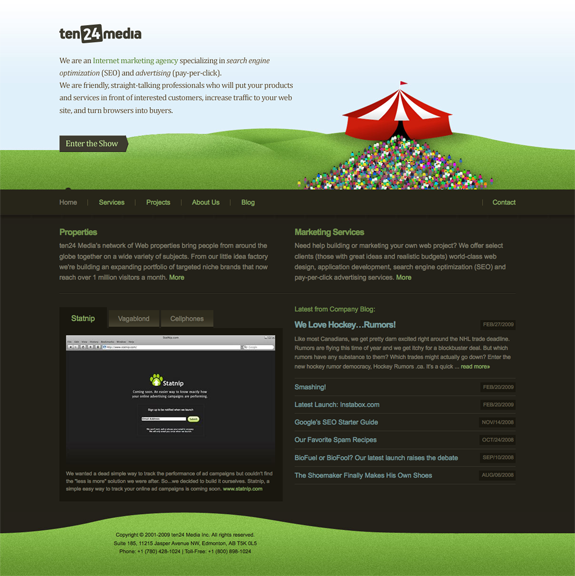 ten24media
We are an Internet marketing agency specializing in search engine
optimization (SEO) and advertising (pay-per-click).
We are friendly, straight-talking professionals who will put your products
and services in front of interested customers, increase traffic to your web
site, and turn browsers into buyers.
Enter the Show
Home
Services
Projects
About Us
Blog
Contact
Properties
ten24 Media's network of Web properties bring people from around the
globe together on a wide variety of subjects. From our little idea factory
we're building an expanding portfolio of targeted niche brands that now
reach over 1 million visitors a month. More
Marketing Services
Need help building or marketing your own web project? We offer select
clients (those with great ideas and realistic budgets) world-class web
design, application development, search engine optimization (SEO) and
pay-per-click advertising services. More
Statnip
Vagablond
Cellphones
Statnip
Coming soon. An easier way to know exactly how
your online advertising campaigns are performing.
Sign up to be notified when we launch
We wanted a dead simple way to track the performance of ad campaigns but couldn't find
the "less is more" solution we were after. So...we decided to build it ourselves. Statnip, a
simple easy way to track your online ad campaigns is coming soon. www.statnip.com
Latest from Company Blog:
We Love Hockey...Rumors!
FEB/27/2009
Like most Canadians, we get pretty darn excited right around the NHL trade deadline.
Rumors are flying this time of year and we get itchy for a blockbuster deal. But which
rumors have any substance to them? Which trades might actually go down? Enter the
new hockey rumor democracy, Hockey Rumors .ca. It's a quick ... read more»
Smashing!
FEB/20/2009
Latest Launch: Instabox.com
FEB/20/2009
Google's SEO Starter Guide
NOV/14/2008
Our Favorite Spam Recipes
OCT/24/2008
BioFuel or BioFool? Our latest launch raises the debate
SEP/10/2008
The Shoemaker Finally Makes His Own Shoes
AUG/06/2008
Copyright © 2001-2009 ten24 Media Inc. All rights reserved.
Suite 185, 11215 Jasper Avenue NW, Edmonton, AB T5K 0L5
Phone: +1 (780) 428-1024 | Toll-Free: +1 (800) 898-1024